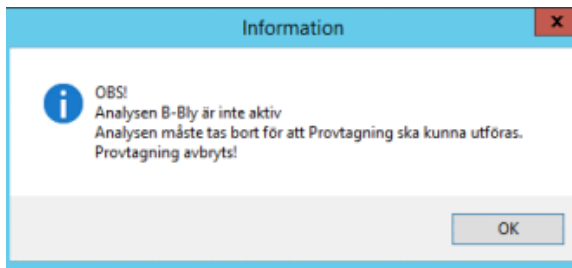 Information
x
OBS!
Analysen B-Bly är inte aktiv
Analysen måste tas bort för att Provtagning ska kunna utföras.
Provtagning avbryts!
OK